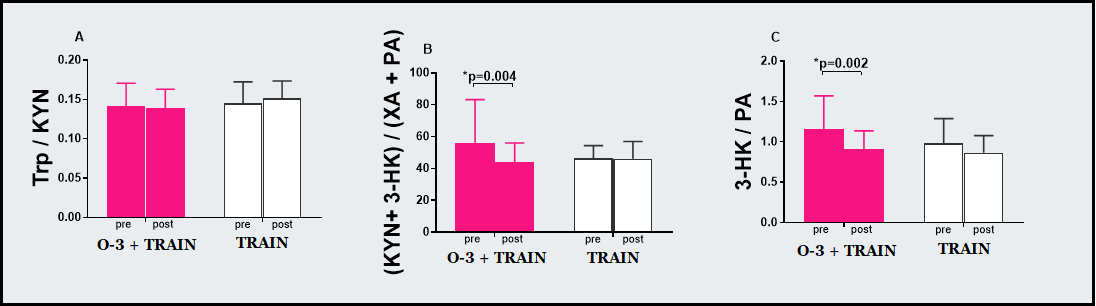 A
Trp / KYN
0.20
0.15
0.10
0.05
0.00
pre post pre post
O-3 + TRAIN TRAIN
B
(KYN+ 3-HK) / (XA + PA)
100
80
60
40
20
0
*p=0.004
pre post pre post
O-3 + TRAIN TRAIN
C
3-HK / PA
2.0
1.5
1.0
0.5
0.0
*p=0.002
pre post pre post
O-3 + TRAIN TRAIN